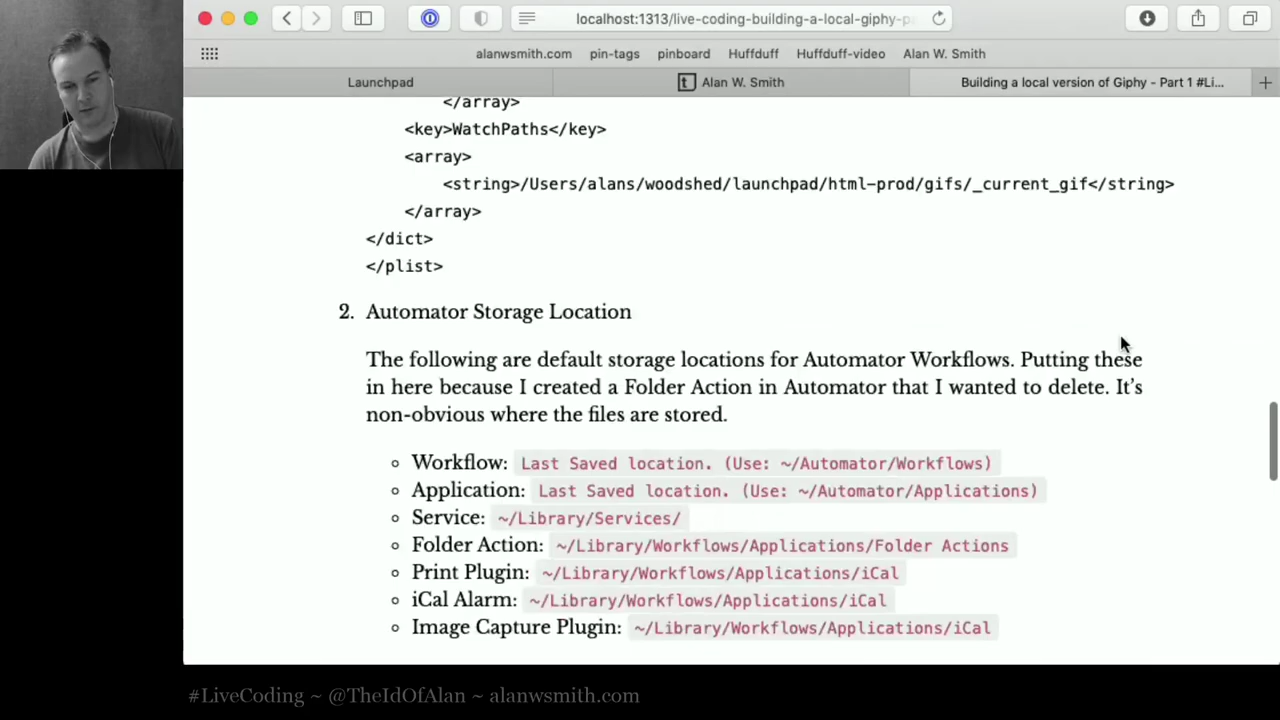 localhost:1313/live-coding-building-a-local-giphy-p
alanwsmith.com pin-tags pinboard Huffduff Huffduff-video Alan W. Smith
Launchpad t Alan W. Smith Building a local version of Giphy - Part 1 #Li...
</array>
<key>WatchPaths</key>
<array>
<string>/Users/alans/woodshed/launchpad/html-prod/gifs/_current_gif</string>
</array>
</dict>
</plist>
2. Automator Storage Location
The following are default storage locations for Automator Workflows. Putting these
in here because I created a Folder Action in Automator that I wanted to delete. It's
non-obvious where the files are stored.
Workflow: Last Saved location. (Use: ~/Automator/Workflows)
Application: Last Saved location. (Use: ~/Automator/Applications)
Service: ~/Library/Services/
Folder Action: ~/Library/Workflows/Applications/Folder Actions
Print Plugin: ~/Library/Workflows/Applications/iCal
iCal Alarm: ~/Library/Workflows/Applications/iCal
Image Capture Plugin: ~/Library/Workflows/Applications/iCal
#LiveCoding ~ @TheIdOfAlan ~ alanwsmith.com